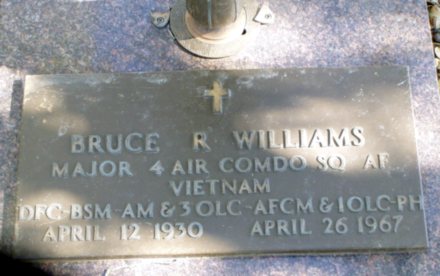 BRUCE R WILLIAMS
MAJOR 4 AIR COMDO SQ AF
VIETNAM
DFC-BSM-AM & 3 OLC-AFCM & 1 OLC-PH
APRIL 12 1930 APRIL 26 1967